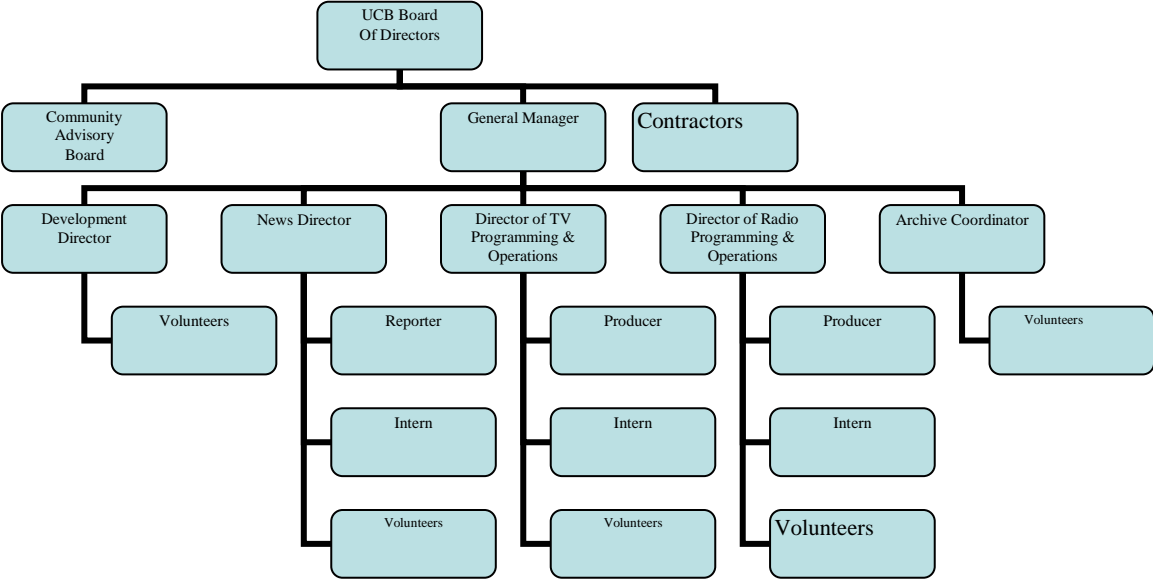 UCB Board
Of Directors
Community
Advisory
Board
General Manager
Contractors
Development
Director
News Director
Director of TV
Programming &
Operations
Director of Radio
Programming &
Operations
Archive Coordinator
Volunteers
Reporter
Producer
Producer
Volunteers
Intern
Intern
Intern
Volunteers
Volunteers
Volunteers